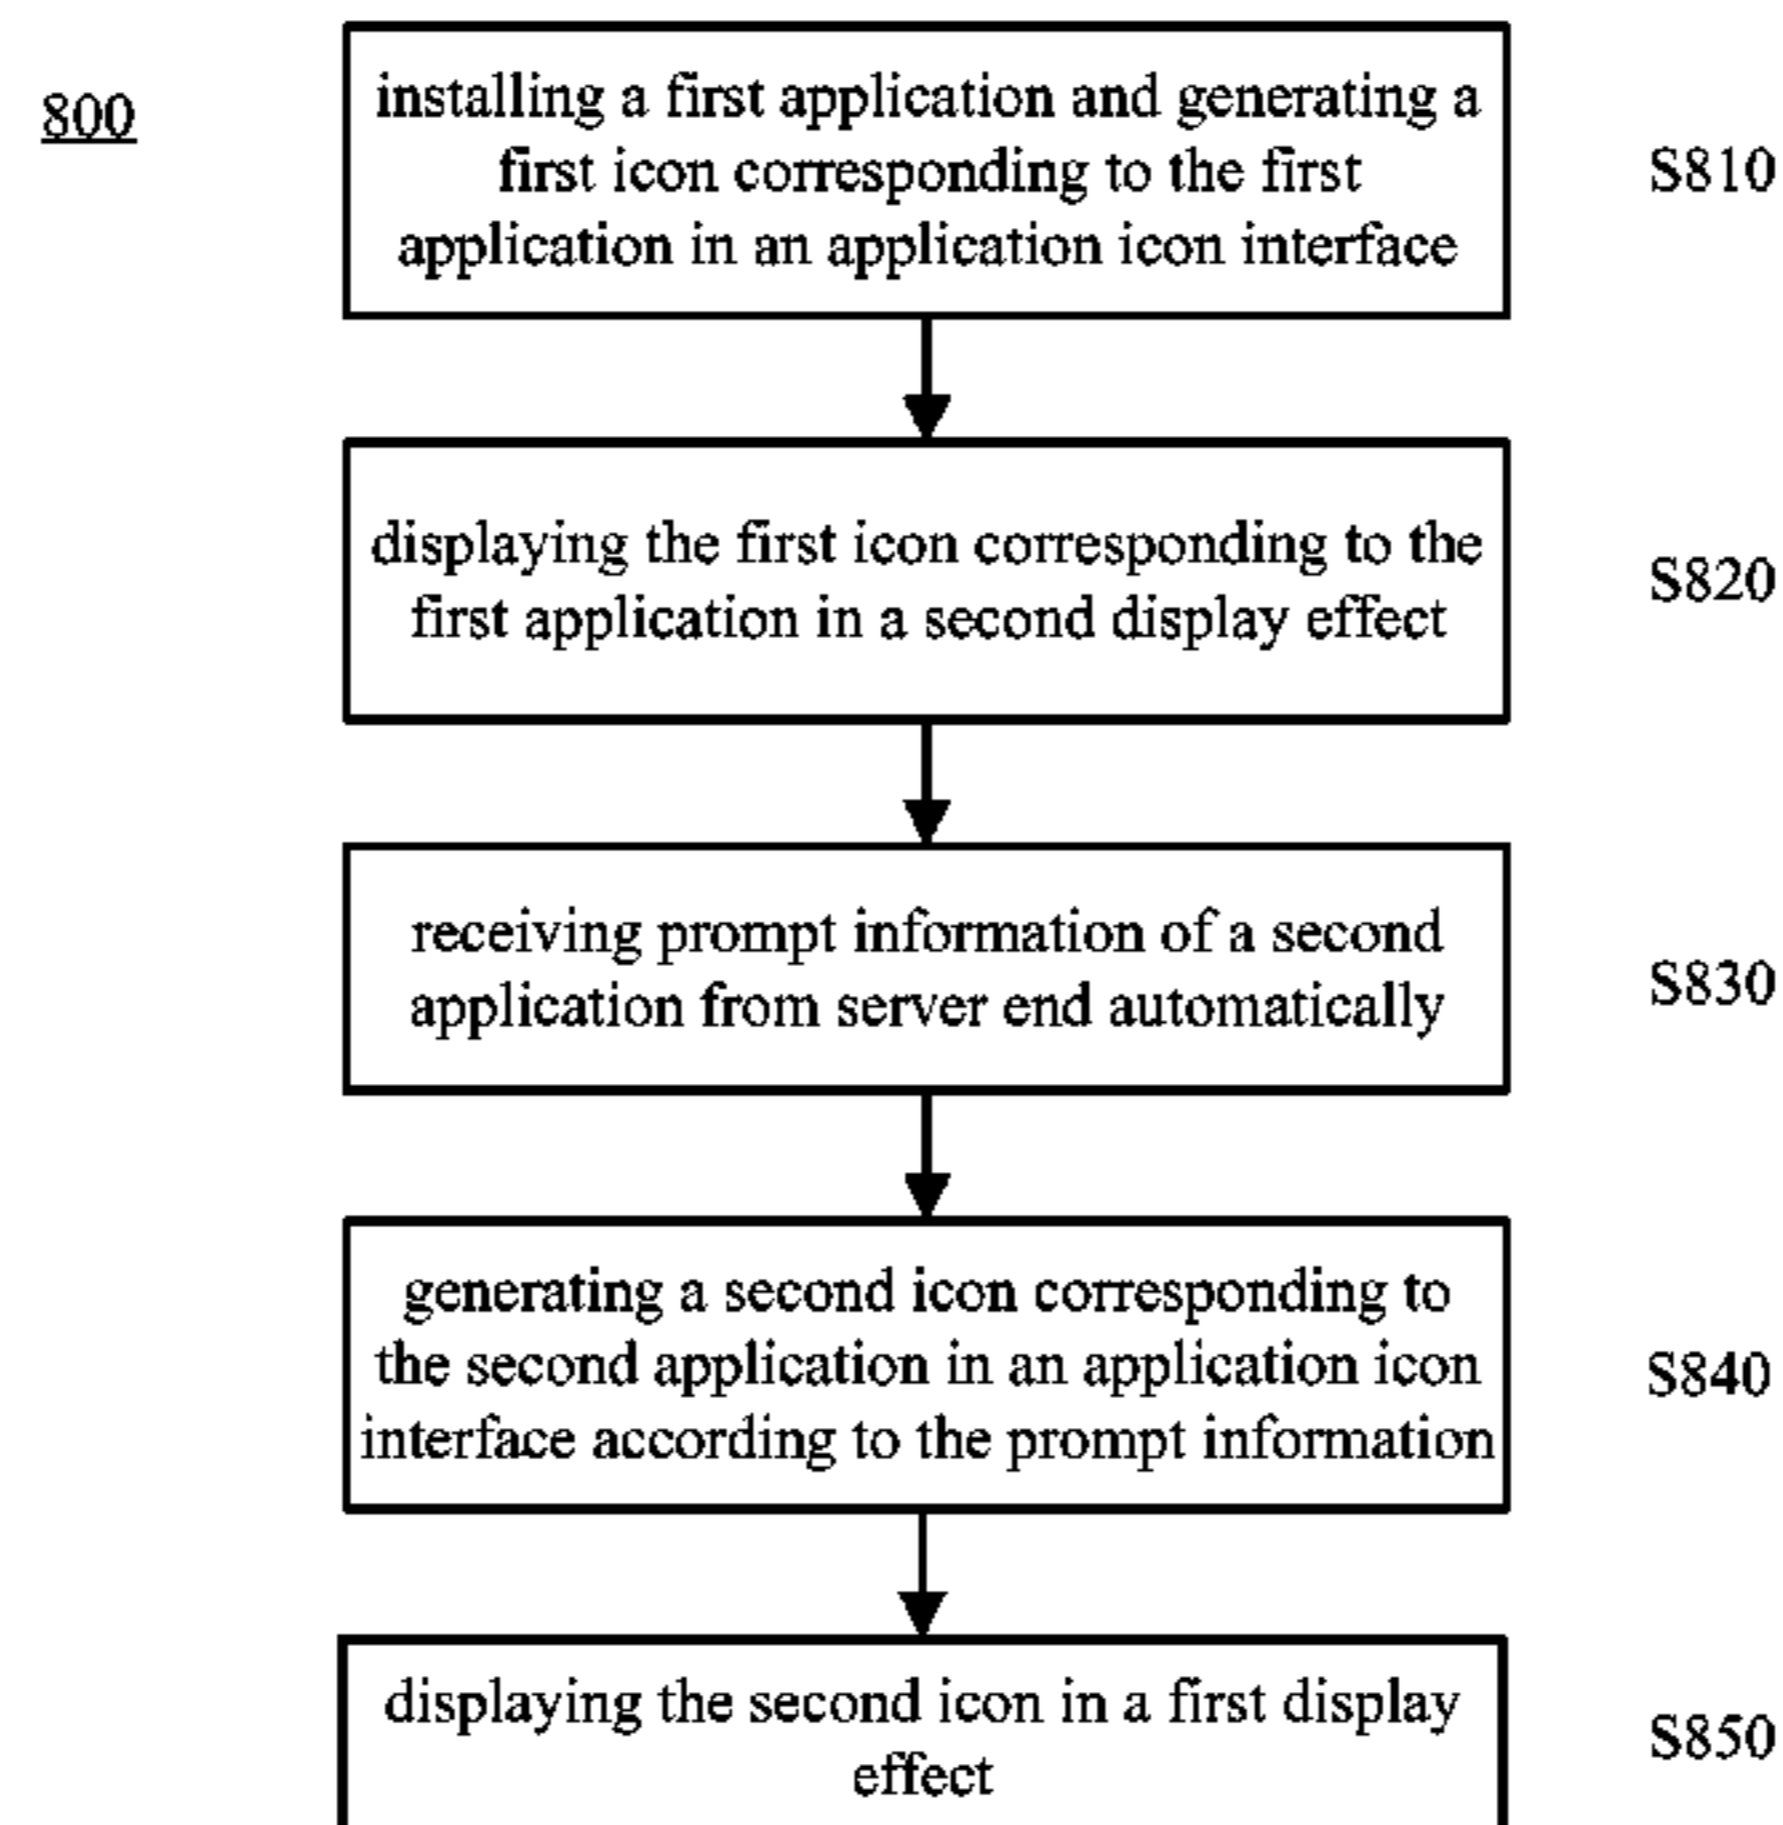 800
installing a first application and generating a
first icon corresponding to the first
application in an application icon interface
S810
displaying the first icon corresponding to the
first application in a second display effect
S820
receiving prompt information of a second
application from server end automatically
S830
generating a second icon corresponding to
the second application in an application icon
interface according to the prompt information
S840
displaying the second icon in a first display
effect
S850